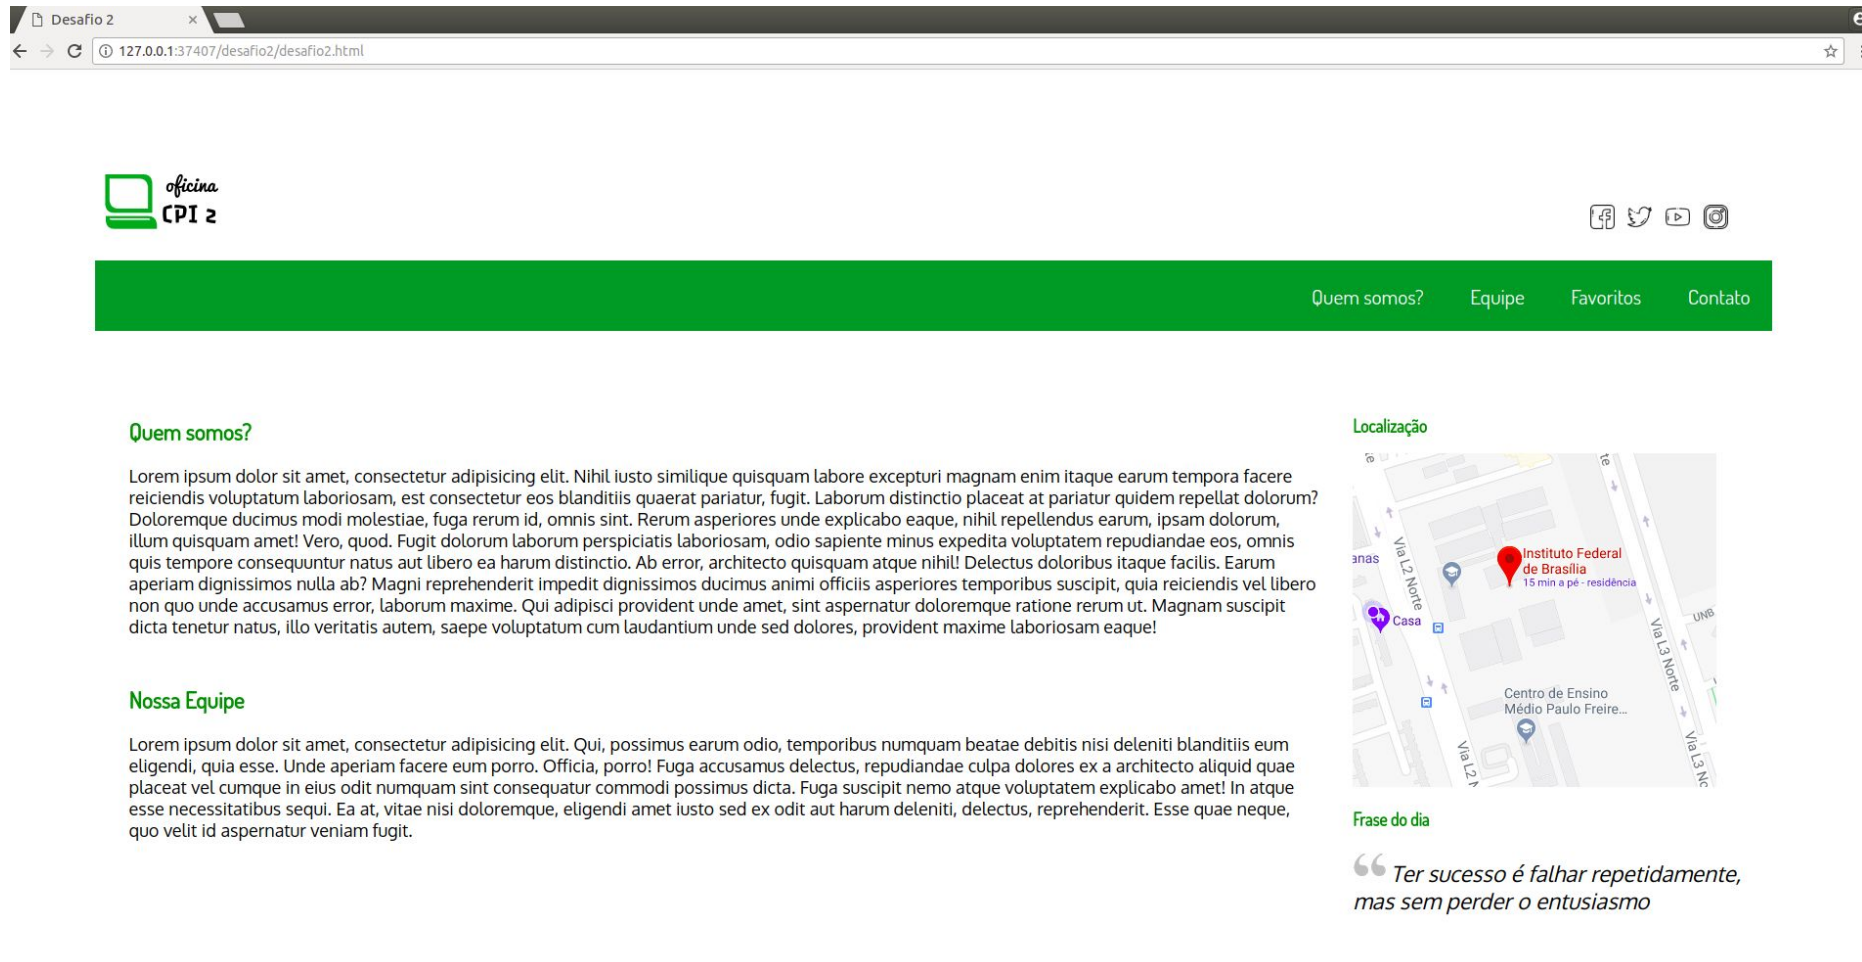 Desafio 2
127.0.0.1:37407/desafio2/desafio2.html
oficina
CPI 2
Quem somos? Equipe Favoritos Contato
Quem somos?
Lorem ipsum dolor sit amet, consectetur adipisicing elit. Nihil iusto similique quisquam labore excepturi magnam enim itaque earum tempora facere
reiciendis voluptatum laboriosam, est consectetur eos blanditiis quaerat pariatur, fugit. Laborum distinctio placeat at pariatur quidem repellat dolorum?
Doloremque ducimus modi molestiae, fuga rerum id, omnis sint. Rerum asperiores unde explicabo eaque, nihil repellendus earum, ipsam dolorum,
illum quisquam amet! Vero, quod. Fugit dolorum laborum perspiciatis laboriosam, odio sapiente minus expedita voluptatem repudiandae eos, omnis
quis tempore consequuntur natus aut libero ea harum distinctio. Ab error, architecto quisquam atque nihil! Delectus doloribus itaque facilis. Earum
aperiam dignissimos nulla ab? Magni reprehenderit impedit dignissimos ducimus animi officiis asperiores temporibus suscipit, quia reiciendis vel libero
non quo unde accusamus error, laborum maxime. Qui adipisci provident unde amet, sint aspernatur doloremque ratione rerum ut. Magnam suscipit
dicta tenetur natus, illo veritatis autem, saepe voluptatum cum laudantium unde sed dolores, provident maxime laboriosam eaque!
Nossa Equipe
Lorem ipsum dolor sit amet, consectetur adipisicing elit. Qui, possimus earum odio, temporibus numquam beatae debitis nisi deleniti blanditiis eum
eligendi, quia esse. Unde aperiam facere eum porro. Officia, porro! Fuga accusamus delectus, repudiandae culpa dolores ex a architecto aliquid quae
placeat vel cumque in eius odit numquam sint consequatur commodi possimus dicta. Fuga suscipit nemo atque voluptatem explicabo amet! In atque
esse necessitatibus sequi. Ea at, vitae nisi doloremque, eligendi amet iusto sed ex odit aut harum deleniti, delectus, reprehenderit. Esse quae neque,
quo velit id aspernatur veniam fugit.
Localização
te
te
anas
Via L2 Norte
Instituto Federal
de Brasília
15 min a pé - residência
Casa
UNB
Via L3 Norte
Centro de Ensino
Médio Paulo Freire...
Via L2 N
Via L3 No
Frase do dia
“ Ter sucesso é falhar repetidamente,
mas sem perder o entusiasmo